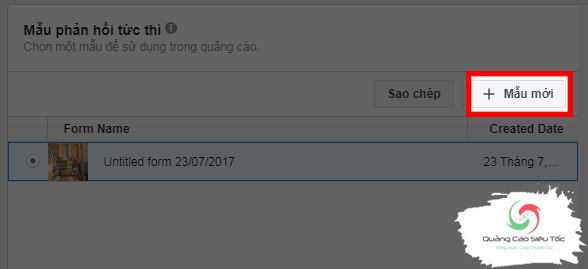 Mẫu phản hồi tức thì
Chọn một mẫu để sử dụng trong quảng cáo.
Sao chép
+ Mẫu mới
Form Name Created Date
Untitled form 23/07/2017 23 Tháng 7,...
Quảng Cáo Siêu Tốc